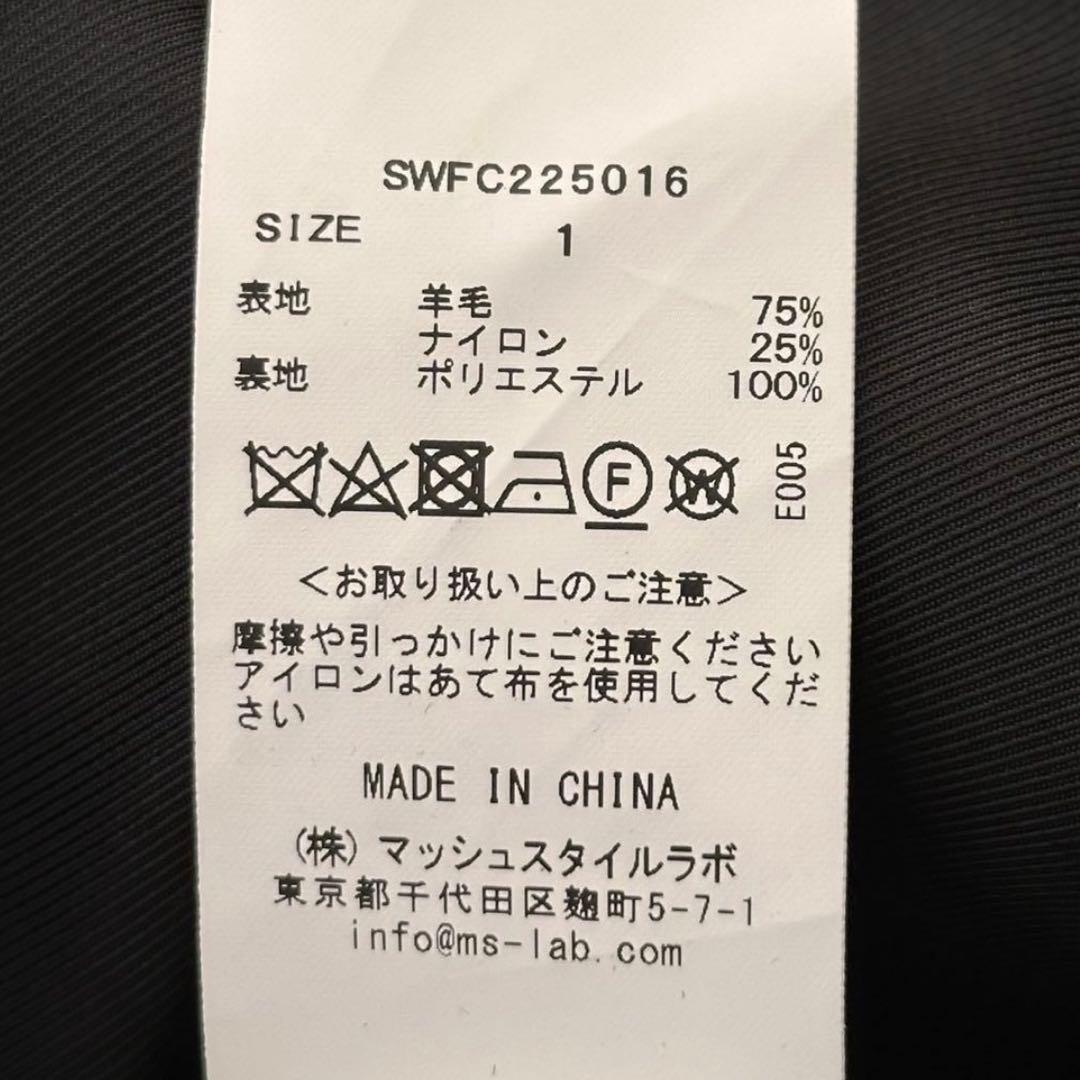 SWFC225016
SIZE 1
表地 羊毛 75%
ナイロン 25%
裏地 ポリエステル 100%
F W E005
<お取り扱い上のご注意>
摩擦や引っかけにご注意ください
アイロンはあて布を使用してくだ
さい
MADE IN CHINA
(株)マッシュスタイルラボ
東京都千代田区麹町5-7-1
info@ms-lab.com